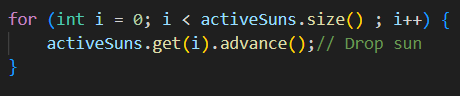 for (int i = 0; i < activeSuns.size() ; i++) {
    activeSuns.get(i).advance();// Drop sun
}